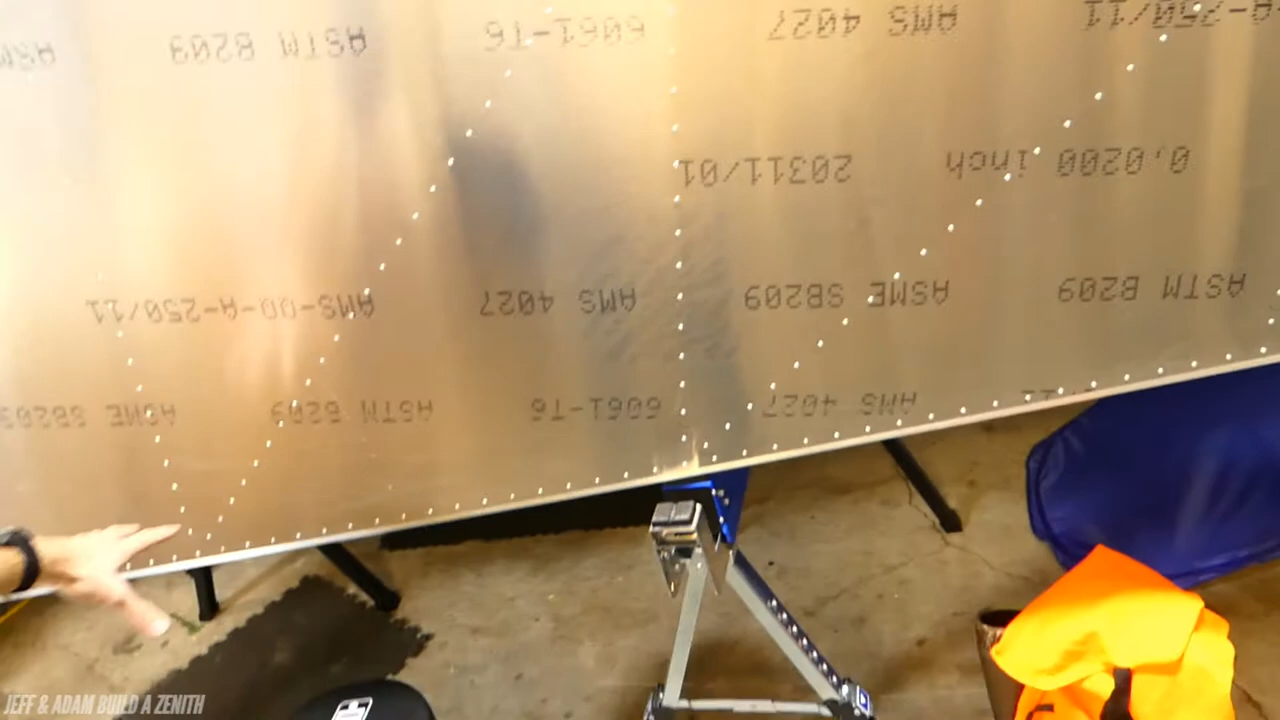 ASTM B209 6061-T6 AMS 4027
20311/01 0,0200 inch
AMS-QQ-A-250/11 AMS 4027 ASME SB209 ASTM B209
ASME SB209 ASTM B209 6061-T6 AMS 4027
JEFF & ADAM BUILD A ZENITH